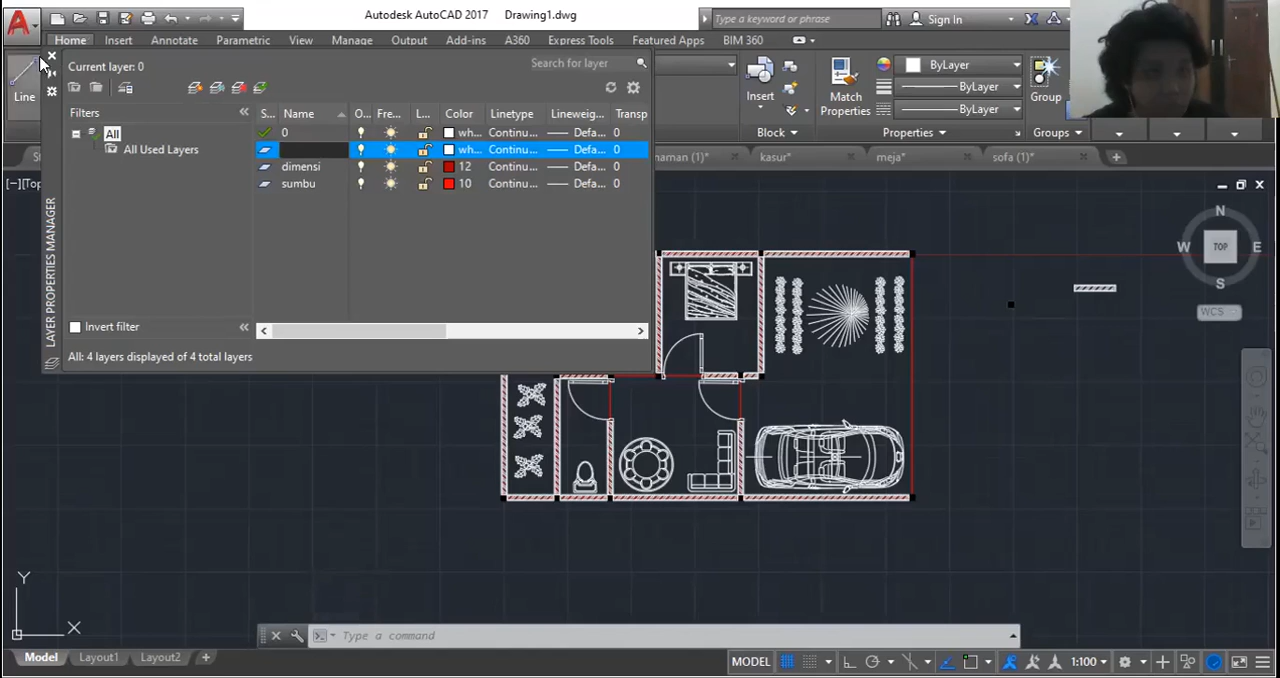 Autodesk AutoCAD 2017 Drawing1.dwg
Type a keyword or phrase
Sign In
Home Insert Annotate Parametric View Manage Output Add-ins A360 Express Tools Featured Apps BIM 360
Line
Current layer: 0
Search for layer
Filters
All
All Used Layers
S... Name O... Fre... L... Color Linetype Lineweig... Transp
0 wh... Continu... Defa... 0
wh... Continu... Defa... 0
dimensi 12 Continu... Defa... 0
sumbu 10 Continu... Defa... 0
Invert filter
All: 4 layers displayed of 4 total layers
LAYER PROPERTIES MANAGER
Insert
Match
Properties
ByLayer
ByLayer
ByLayer
Group
Block
Properties
Groups
haman (1)* kasur* meja* sofa (1)*
[−][Top
N
W TOP E
S
WCS
Y
X
Type a command
Model Layout1 Layout2 +
MODEL 1:100